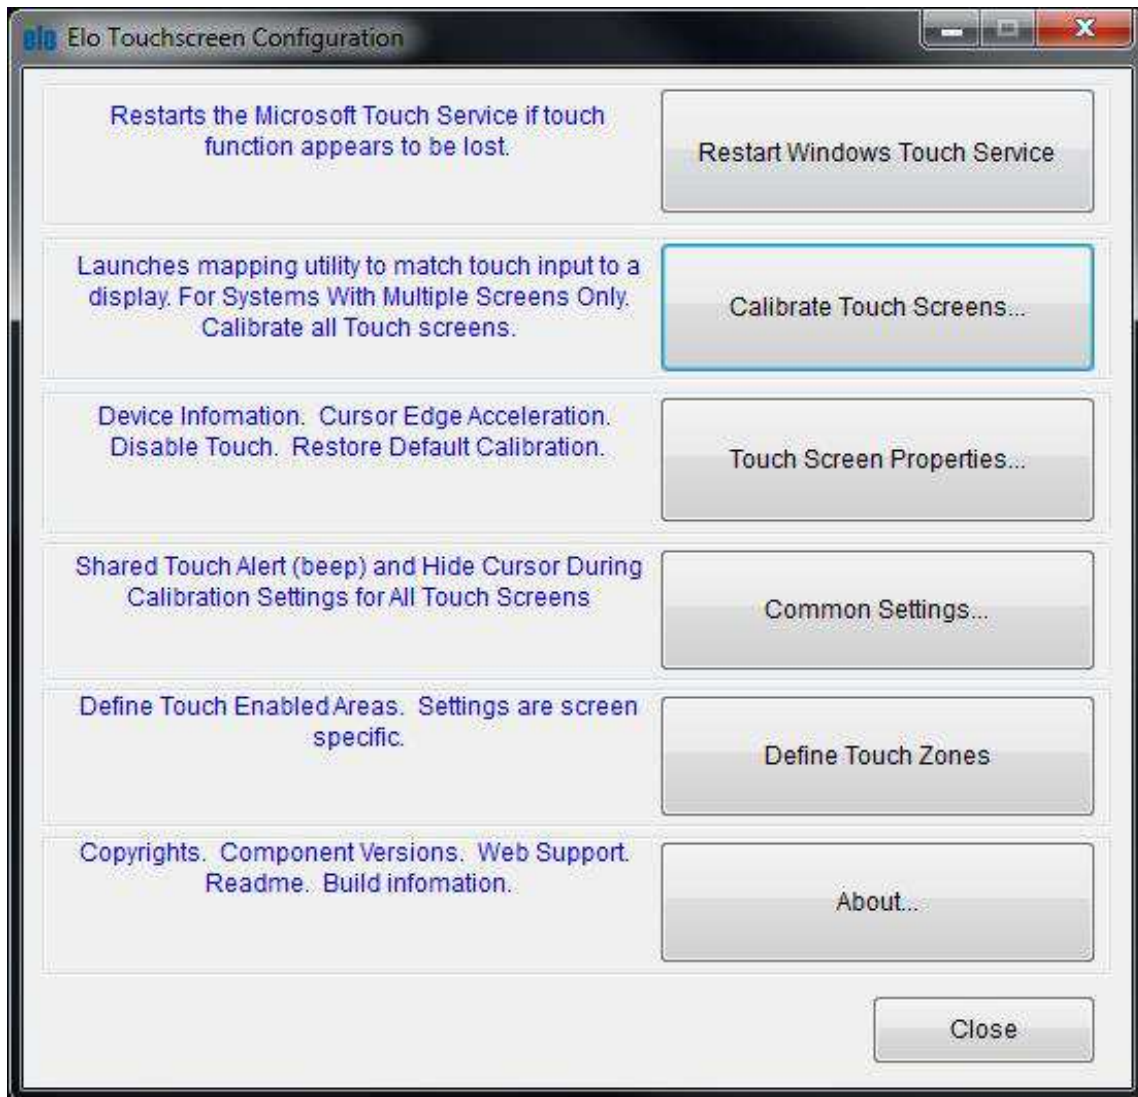 elo Elo Touchscreen Configuration
Restarts the Microsoft Touch Service if touch
function appears to be lost.
Restart Windows Touch Service
Launches mapping utility to match touch input to a
display. For Systems With Multiple Screens Only.
Calibrate all Touch screens.
Calibrate Touch Screens...
Device Infomation.  Cursor Edge Acceleration.
Disable Touch.  Restore Default Calibration.
Touch Screen Properties...
Shared Touch Alert (beep) and Hide Cursor During
Calibration Settings for All Touch Screens
Common Settings...
Define Touch Enabled Areas.  Settings are screen
specific.
Define Touch Zones
Copyrights.  Component Versions.  Web Support.
Readme.  Build infomation.
About...
Close